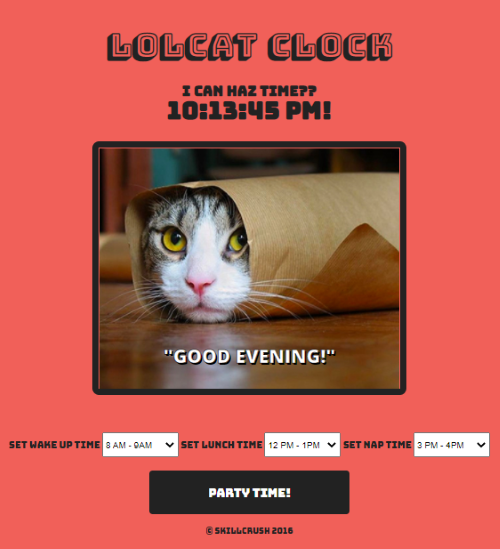 LOLCAT CLOCK
I CAN HAZ TIME??
10:13:45 PM!
"GOOD EVENING!"
SET WAKE UP TIME 8 AM - 9AM SET LUNCH TIME 12 PM - 1PM SET NAP TIME 3 PM - 4PM
PARTY TIME!
© SKILLCRUSH 2016